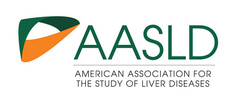 AASLD
AMERICAN ASSOCIATION FOR
THE STUDY OF LIVER DISEASES